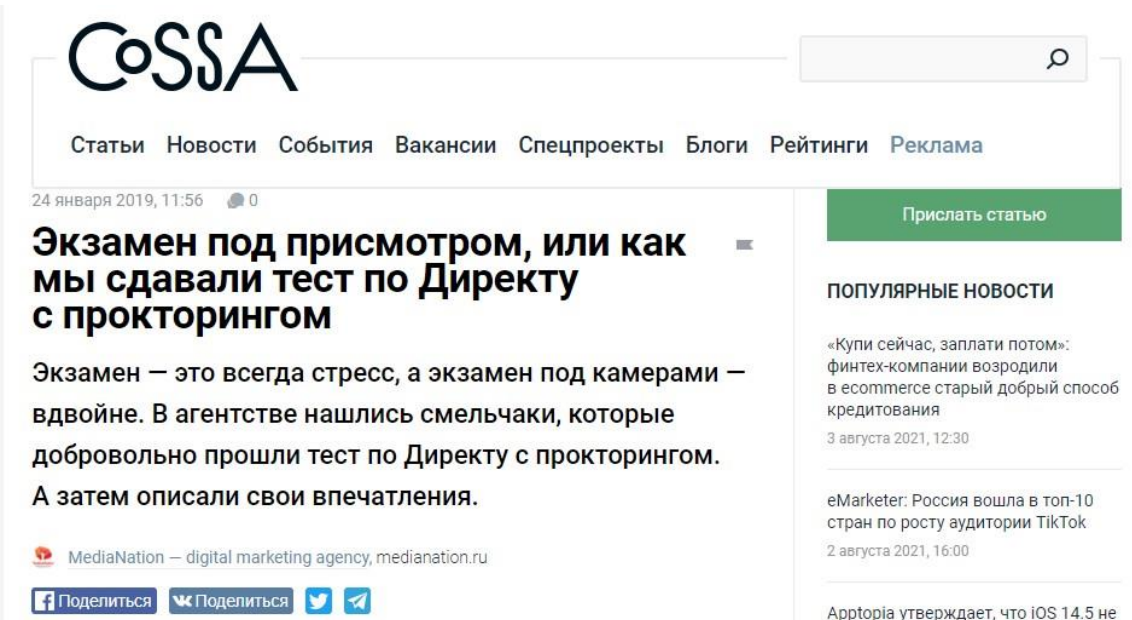 CoSSA
Статьи Новости События Вакансии Спецпроекты Блоги Рейтинги Реклама
24 января 2019, 11:56 0
Экзамен под присмотром, или как
мы сдавали тест по Директу
с прокторингом
Экзамен — это всегда стресс, а экзамен под камерами —
вдвойне. В агентстве нашлись смельчаки, которые
добровольно прошли тест по Директу с прокторингом.
А затем описали свои впечатления.
MediaNation — digital marketing agency, medianation.ru
Поделиться Поделиться
Прислать статью
ПОПУЛЯРНЫЕ НОВОСТИ
«Купи сейчас, заплати потом»:
финтех-компании возродили
в ecommerce старый добрый способ
кредитования
3 августа 2021, 12:30
eMarketer: Россия вошла в топ-10
стран по росту аудитории TikTok
2 августа 2021, 16:00
Apptopia утверждает, что iOS 14.5 не